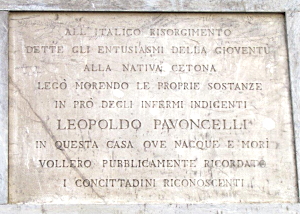 ALL'ITALICO RISORGIMENTO
DETTE GLI ENTUSIASMI DELLA GIOVENTÙ
ALLA NATIVA CETONA
LEGÒ MORENDO LE PROPRIE SOSTANZE
IN PRÒ DEGLI INFERMI INDIGENTI
LEOPOLDO PAVONCELLI
IN QUESTA CASA OVE NACQUE E MORÌ
VOLLERO PUBBLICAMENTE RICORDATO
I CONCITTADINI RICONOSCENTI